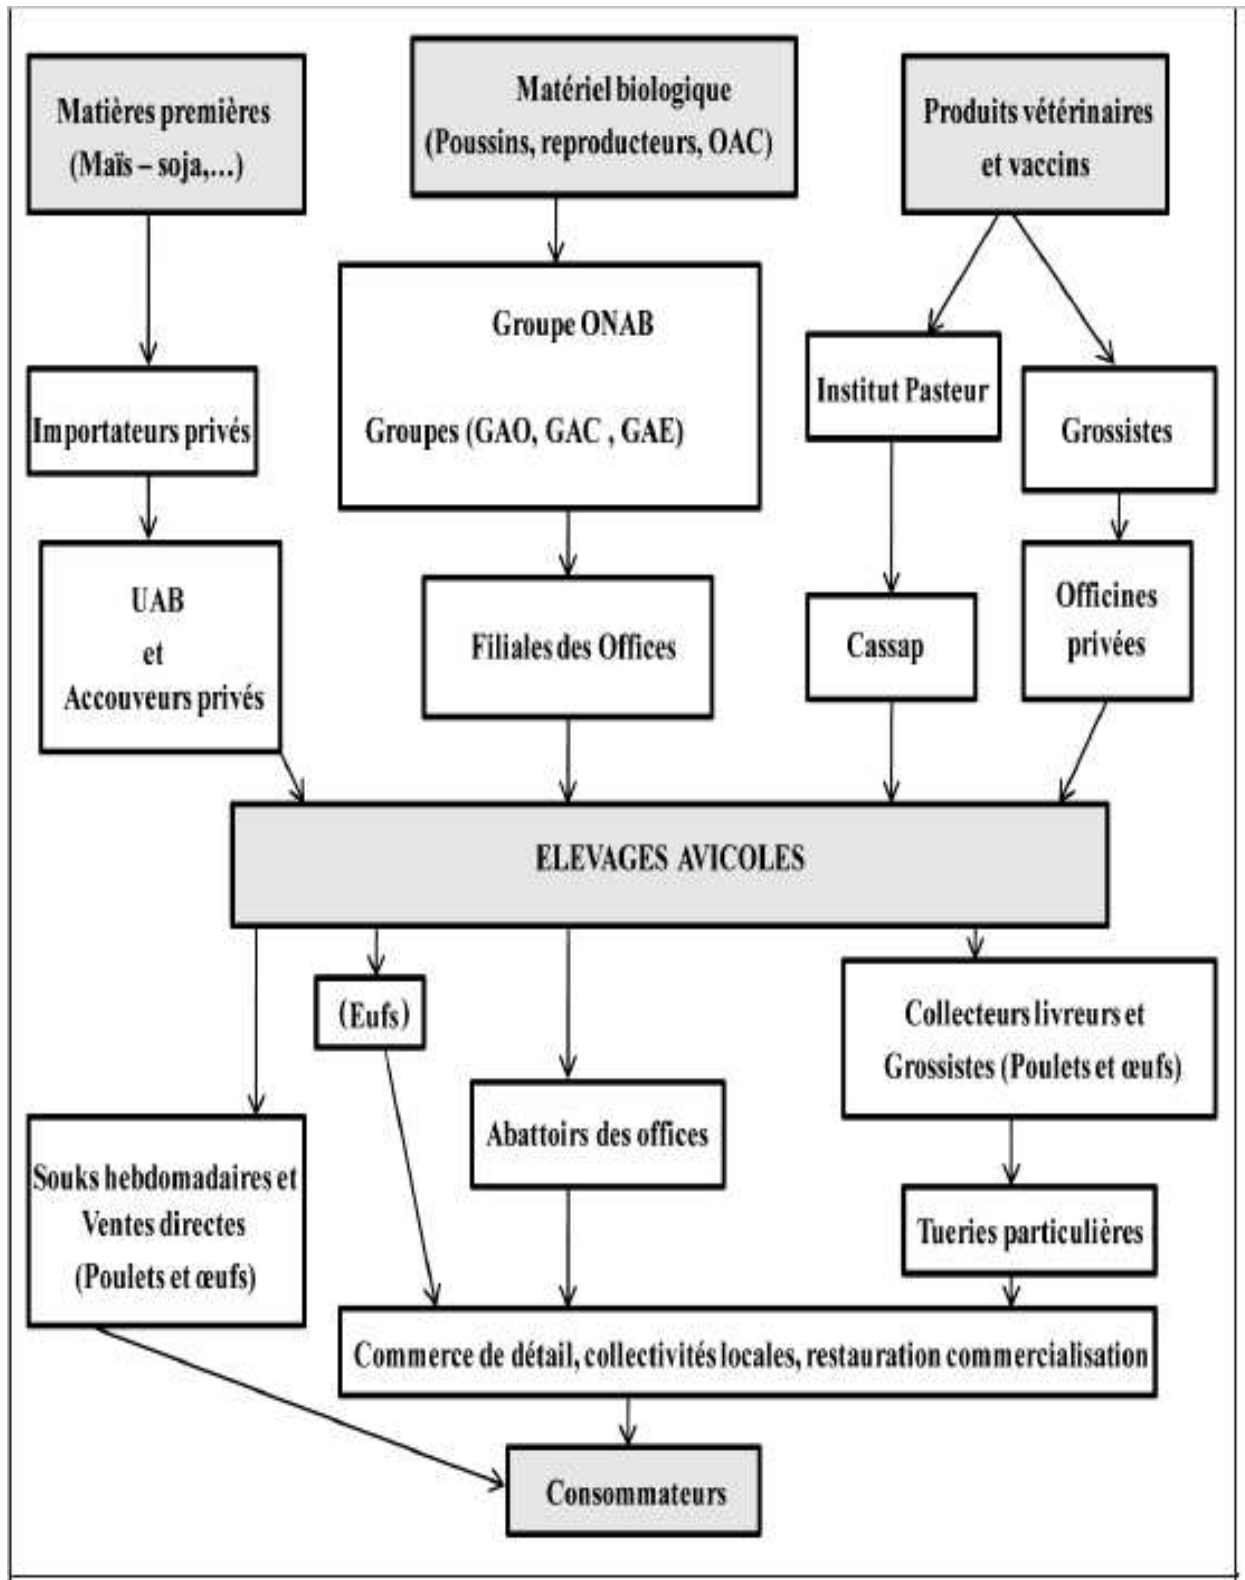 Matières premières
(Maïs – soja,...)
Matériel biologique
(Poussins, reproducteurs, OAC)
Produits vétérinaires
et vaccins
Groupe ONAB
Groupes (GAO, GAC , GAE)
Institut Pasteur
Grossistes
Importateurs privés
UAB
et
Accouveurs privés
Filiales des Offices
Cassap
Officines
privées
ELEVAGES AVICOLES
(Eufs)
Collecteurs livreurs et
Grossistes (Poulets et œufs)
Abattoirs des offices
Souks hebdomadaires et
Ventes directes
(Poulets et œufs)
Tueries particulières
Commerce de détail, collectivités locales, restauration commercialisation
Consommateurs